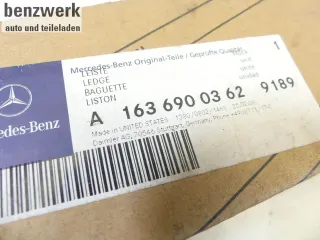 benzwerk
auto und teileladen
Mercedes-Benz Original-Teile / Geprüfte Qualität
1
LEISTE
LEDGE
BAGUETTE
LISTON
A 163 690 03 62 9189
Mercedes-Benz
Made in UNITED STATES
Daimler AG, 70546 Stuttgart, Germany, Phone